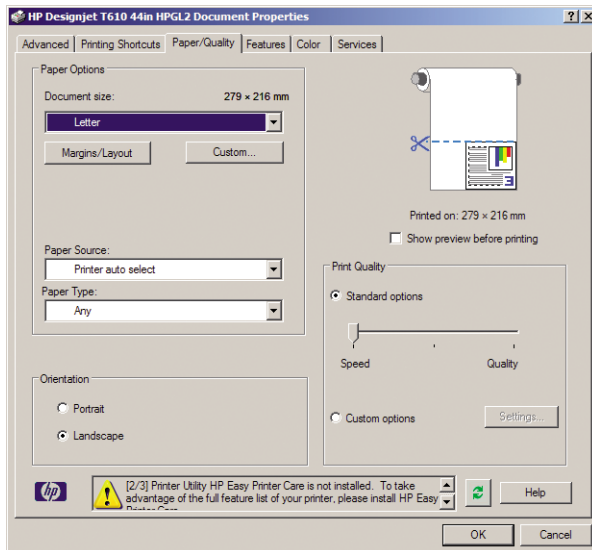 HP Designjet T610 44in HPGL2 Document Properties
Advanced Printing Shortcuts Paper/Quality Features Color Services
Paper Options
Document size: 279 × 216 mm
Letter
Margins/Layout Custom...
Paper Source:
Printer auto select
Paper Type:
Any
Orientation
Portrait
Landscape
3
Printed on: 279 × 216 mm
Show preview before printing
Print Quality
Standard options
Speed Quality
Custom options Settings...
hp
[2/3] Printer Utility HP Easy Printer Care is not installed. To take
advantage of the full feature list of your printer, please install HP Easy
Printer Care
Help
OK Cancel